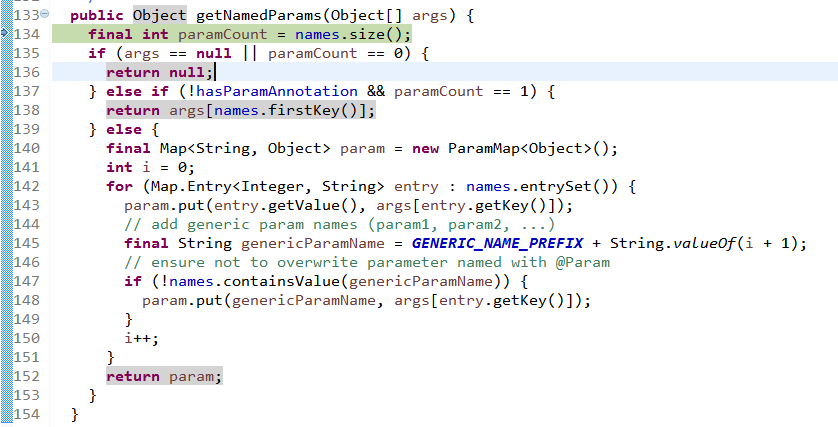 133 public Object getNamedParams(Object[] args) {
134 final int paramCount = names.size();
135 if (args == null || paramCount == 0) {
136 return null;
137 } else if (!hasParamAnnotation && paramCount == 1) {
138 return args[names.firstKey()];
139 } else {
140 final Map<String, Object> param = new ParamMap<Object>();
141 int i = 0;
142 for (Map.Entry<Integer, String> entry : names.entrySet()) {
143 param.put(entry.getValue(), args[entry.getKey()]);
144 // add generic param names (param1, param2, ...)
145 final String genericParamName = GENERIC_NAME_PREFIX + String.valueOf(i + 1);
146 // ensure not to overwrite parameter named with @Param
147 if (!names.containsValue(genericParamName)) {
148 param.put(genericParamName, args[entry.getKey()]);
149 }
150 i++;
151 }
152 return param;
153 }
154 }